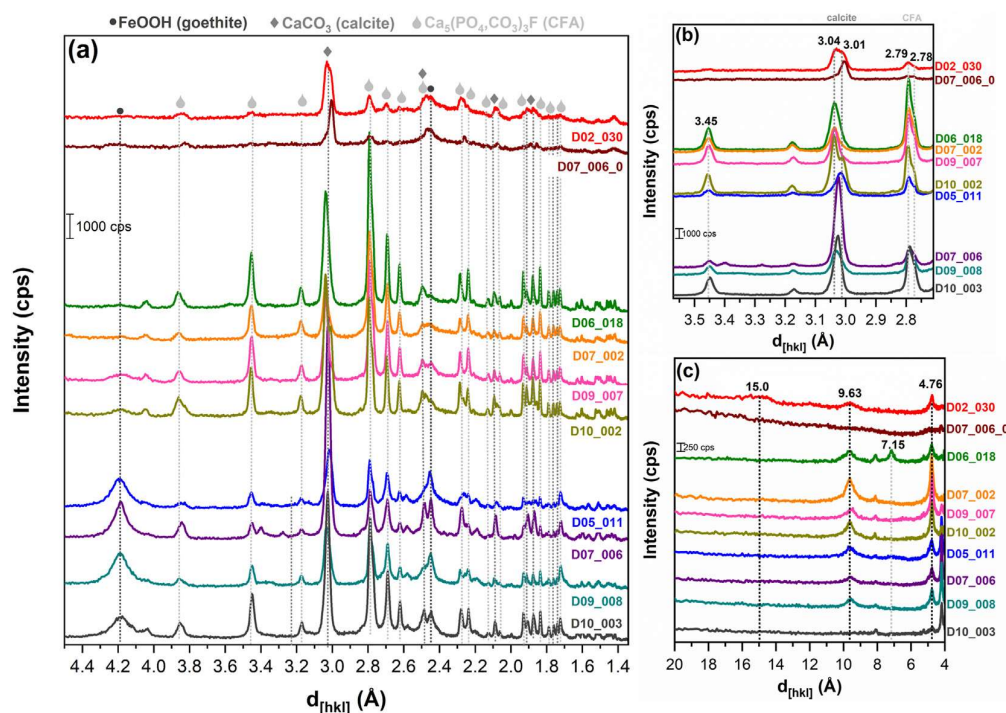 ● FeOOH (goethite) ◆ CaCO₃ (calcite) Ca₅(PO₄,CO₃)₃F (CFA)
(a)
D02_030
D07_006_0
1000 cps
D06_018
D07_002
D09_007
D10_002
D05_011
D07_006
D09_008
D10_003
Intensity (cps)
4.4 4.2 4.0 3.8 3.6 3.4 3.2 3.0 2.8 2.6 2.4 2.2 2.0 1.8 1.6 1.4
d[hkl] (Å)
calcite CFA
(b)
3.04 3.01 2.79 2.78
D02_030
D07_006_0
3.45
D06_018
D07_002
D09_007
D10_002
D05_011
1000 cps
D07_006
D09_008
D10_003
Intensity (cps)
3.5 3.4 3.3 3.2 3.1 3.0 2.9 2.8
d[hkl] (Å)
(c)
15.0 9.63 4.76
D02_030
D07_006_0
250 cps
7.15
D06_018
D07_002
D09_007
D10_002
D05_011
D07_006
D09_008
D10_003
Intensity (cps)
20 18 16 14 12 10 8 6 4
d[hkl] (Å)